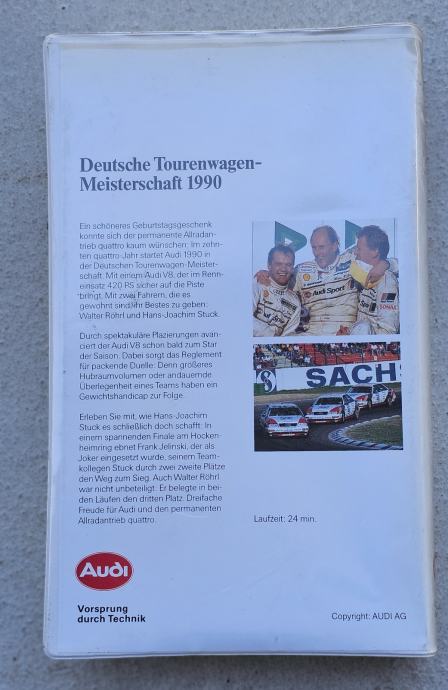 Deutsche Tourenwagen-
Meisterschaft 1990
Ein schöneres Geburtstagsgeschenk
konnte sich der permanente Allradan-
trieb quattro kaum wünschen: Im zehn-
ten quattro-Jahr startet Audi 1990 in
der Deutschen Tourenwagen-Meister-
schaft. Mit einem Audi V8, der im Renn-
einsatz 420 PS sicher auf die Piste
bringt. Mit zwei Fahrern, die es
gewohnt sind, ihr Bestes zu geben:
Walter Röhrl und Hans-Joachim Stuck.
Durch spektakuläre Plazierungen avan-
ciert der Audi V8 schon bald zum Star
der Saison. Dabei sorgt das Reglement
für packende Duelle: Denn größeres
Hubraumvolumen oder andauernde
Überlegenheit eines Teams haben ein
Gewichtshandicap zur Folge.
Erleben Sie mit, wie Hans-Joachim
Stuck es schließlich doch schafft: In
einem spannenden Finale am Hocken-
heimring ebnet Frank Jelinski, der als
Joker eingesetzt wurde, seinem Team-
kollegen Stuck durch zwei zweite Plätze
den Weg zum Sieg. Auch Walter Röhrl
war nicht unbeteiligt: Er belegte in bei-
den Läufen den dritten Platz. Dreifache
Freude für Audi und den permanenten
Allradantrieb quattro.
Audi Sport
SACHS
Laufzeit: 24 min.
Audi
Vorsprung
durch Technik
Copyright: AUDI AG